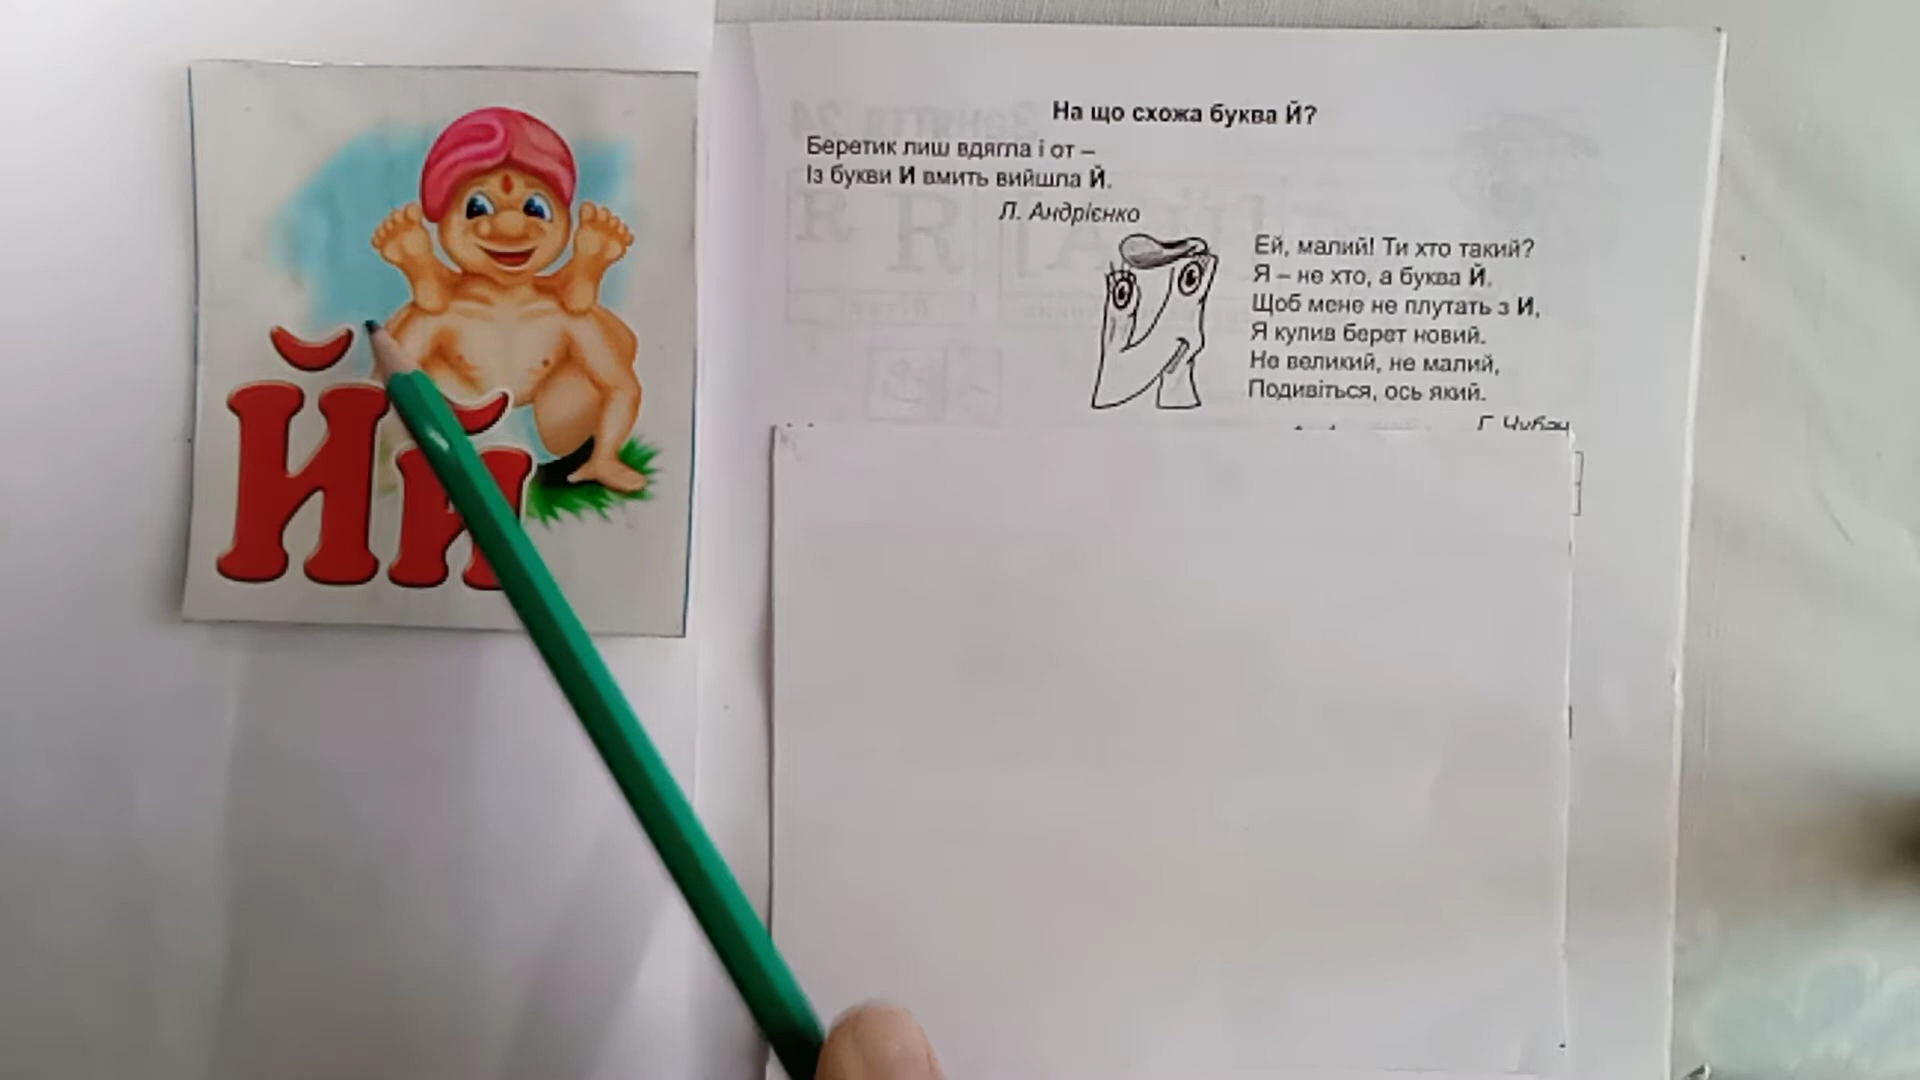 Йй
На що схожа буква Й?
Беретик лиш вдягла і от –
Із букви И вмить вийшла Й.
Л. Андрієнко
Ей, малий! Ти хто такий?
Я – не хто, а буква Й.
Щоб мене не плутать з И,
Я купив берет новий.
Не великий, не малий,
Подивіться, ось який.
Г. Чубач